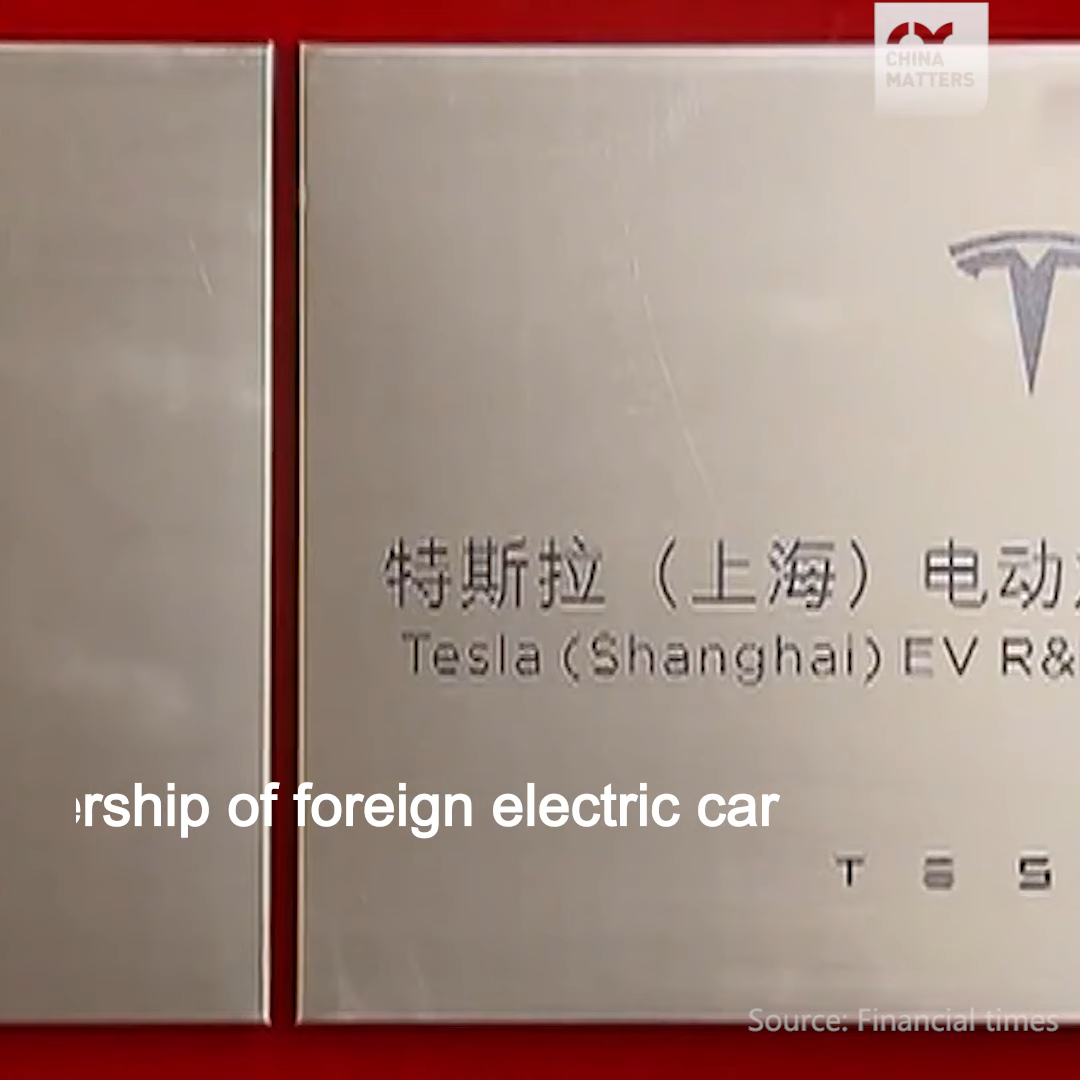 CHINA
MATTERS
特斯拉（上海）电动
Tesla (Shanghai) EV R&
ership of foreign electric car
T E S
Source: Financial times